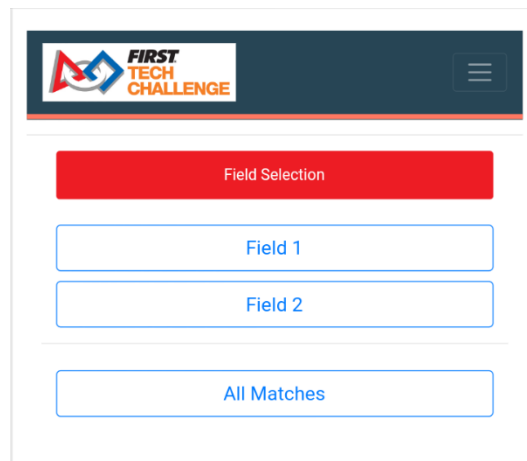 FIRST
TECH
CHALLENGE
Field Selection
Field 1
Field 2
All Matches